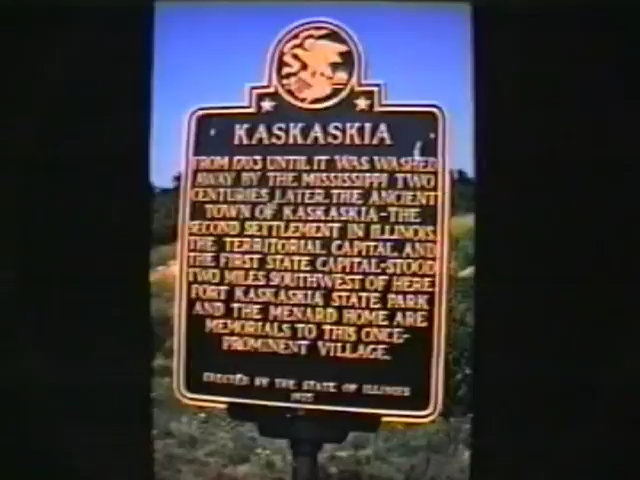 KASKASKIA
FROM 1703 UNTIL IT WAS WASHED
AWAY BY THE MISSISSIPPI TWO
CENTURIES LATER, THE ANCIENT
TOWN OF KASKASKIA-THE
SECOND SETTLEMENT IN ILLINOIS,
THE TERRITORIAL CAPITAL, AND
THE FIRST STATE CAPITAL-STOOD
TWO MILES SOUTHWEST OF HERE.
FORT KASKASKIA STATE PARK
AND THE MENARD HOME ARE
MEMORIALS TO THIS ONCE-
PROMINENT VILLAGE.
ERECTED BY THE STATE OF ILLINOIS